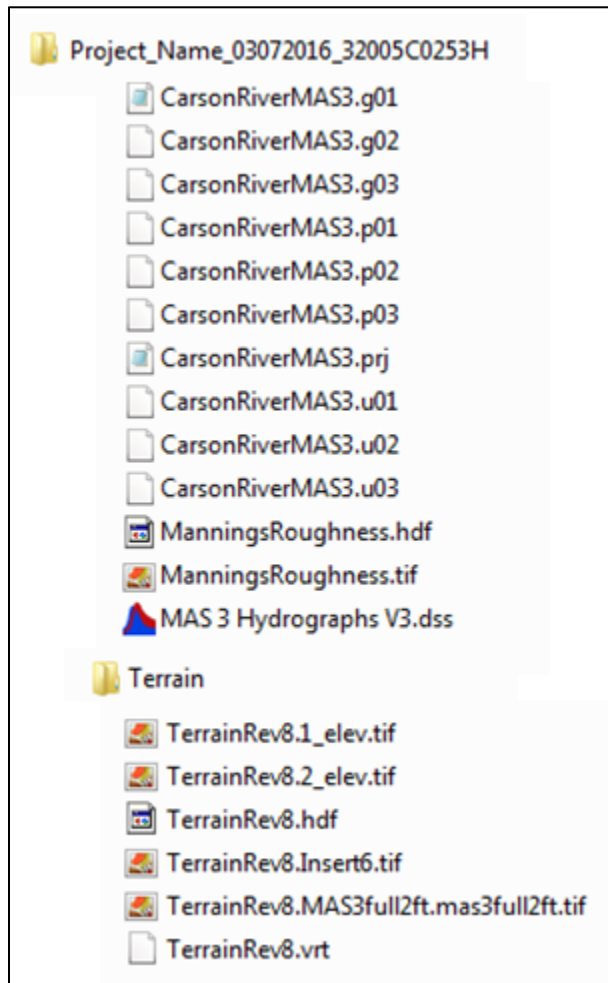 Project_Name_03072016_32005C0253H
CarsonRiverMAS3.g01
CarsonRiverMAS3.g02
CarsonRiverMAS3.g03
CarsonRiverMAS3.p01
CarsonRiverMAS3.p02
CarsonRiverMAS3.p03
CarsonRiverMAS3.prj
CarsonRiverMAS3.u01
CarsonRiverMAS3.u02
CarsonRiverMAS3.u03
ManningsRoughness.hdf
ManningsRoughness.tif
MAS 3 Hydrographs V3.dss
Terrain
TerrainRev8.1_elev.tif
TerrainRev8.2_elev.tif
TerrainRev8.hdf
TerrainRev8.Insert6.tif
TerrainRev8.MAS3full2ft.mas3full2ft.tif
TerrainRev8.vrt